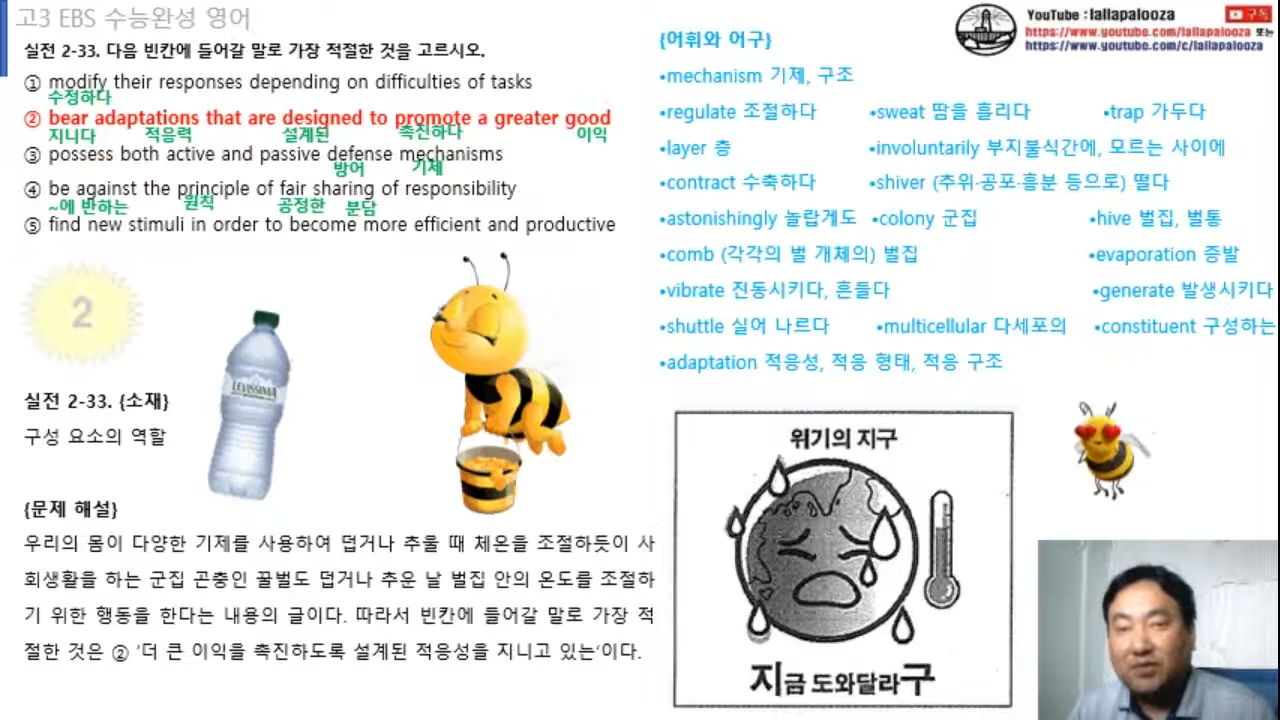 고3 EBS 수능완성 영어
실전 2-33. 다음 빈칸에 들어갈 말로 가장 적절한 것을 고르시오.
① modify their responses depending on difficulties of tasks
수정하다
② bear adaptations that are designed to promote a greater good
지니다 적응력 설계된 촉진하다 이익
③ possess both active and passive defense mechanisms
방어 기제
④ be against the principle of fair sharing of responsibility
~에 반하는 원칙 공정한 분담
⑤ find new stimuli in order to become more efficient and productive
2
LEVISSIMA
실전 2-33. {소재}
구성 요소의 역할
{문제 해설}
우리의 몸이 다양한 기제를 사용하여 덥거나 추울 때 체온을 조절하듯이 사
회생활을 하는 군집 곤충인 꿀벌도 덥거나 추운 날 벌집 안의 온도를 조절하
기 위한 행동을 한다는 내용의 글이다. 따라서 빈칸에 들어갈 말로 가장 적
절한 것은 ② ‘더 큰 이익을 촉진하도록 설계된 적응성을 지니고 있는’이다.
YouTube : lallapalooza
구독
https://www.youtube.com/lallapalooza 또는
https://www.youtube.com/c/lallapalooza
{어휘와 어구}
•mechanism 기제, 구조
•regulate 조절하다 •sweat 땀을 흘리다 •trap 가두다
•layer 층 •involuntarily 부지불식간에, 모르는 사이에
•contract 수축하다 •shiver (추위·공포·흥분 등으로) 떨다
•astonishingly 놀랍게도 •colony 군집 •hive 벌집, 벌통
•comb (각각의 벌 개체의) 벌집 •evaporation 증발
•vibrate 진동시키다, 흔들다 •generate 발생시키다
•shuttle 실어 나르다 •multicellular 다세포의 •constituent 구성하는
•adaptation 적응성, 적응 형태, 적응 구조
위기의 지구
지금 도와달라구